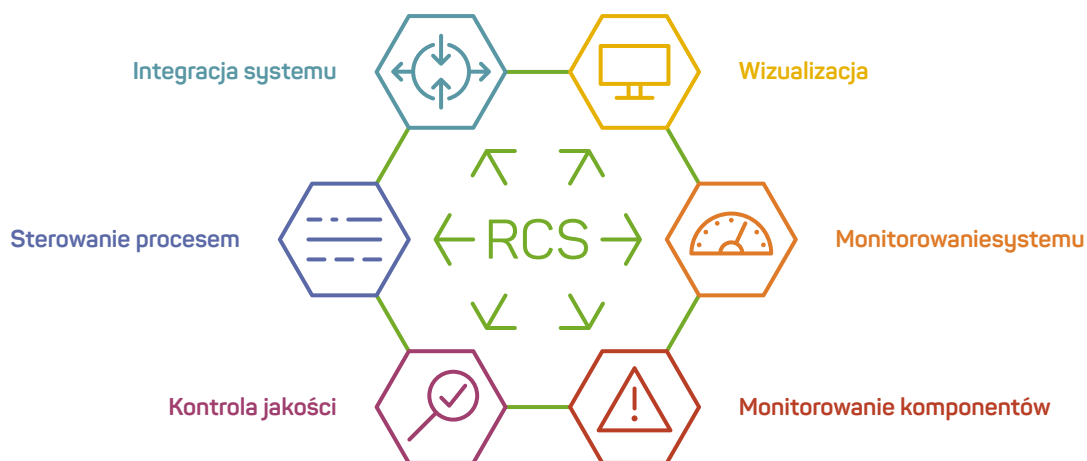 Integracja systemu
Wizualizacja
Sterowanie procesem
RCS
Monitorowaniesystemu
Kontrola jakości
Monitorowanie komponentów